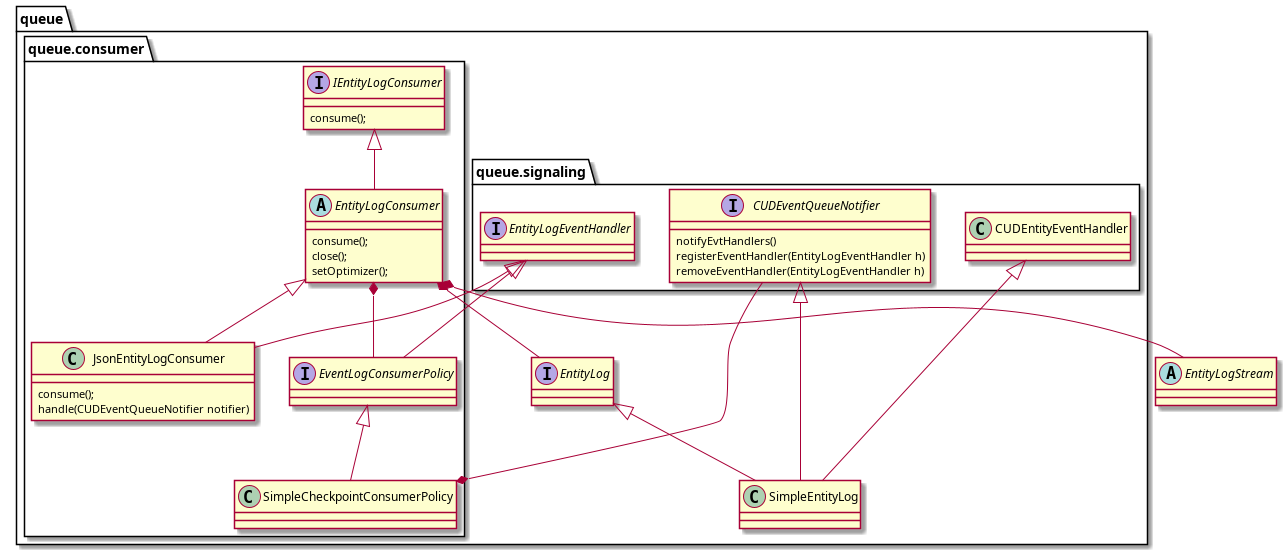 queue
queue.consumer
I IEntityLogConsumer
consume();
queue.signaling
A EntityLogConsumer
consume();
close();
setOptimizer();
I EntityLogEventHandler
I CUDEventQueueNotifier
notifyEvtHandlers()
registerEventHandler(EntityLogEventHandler h)
removeEventHandler(EntityLogEventHandler h)
C CUDEntityEventHandler
C JsonEntityLogConsumer
consume();
handle(CUDEventQueueNotifier notifier)
I EventLogConsumerPolicy
I EntityLog
A EntityLogStream
C SimpleCheckpointConsumerPolicy
C SimpleEntityLog